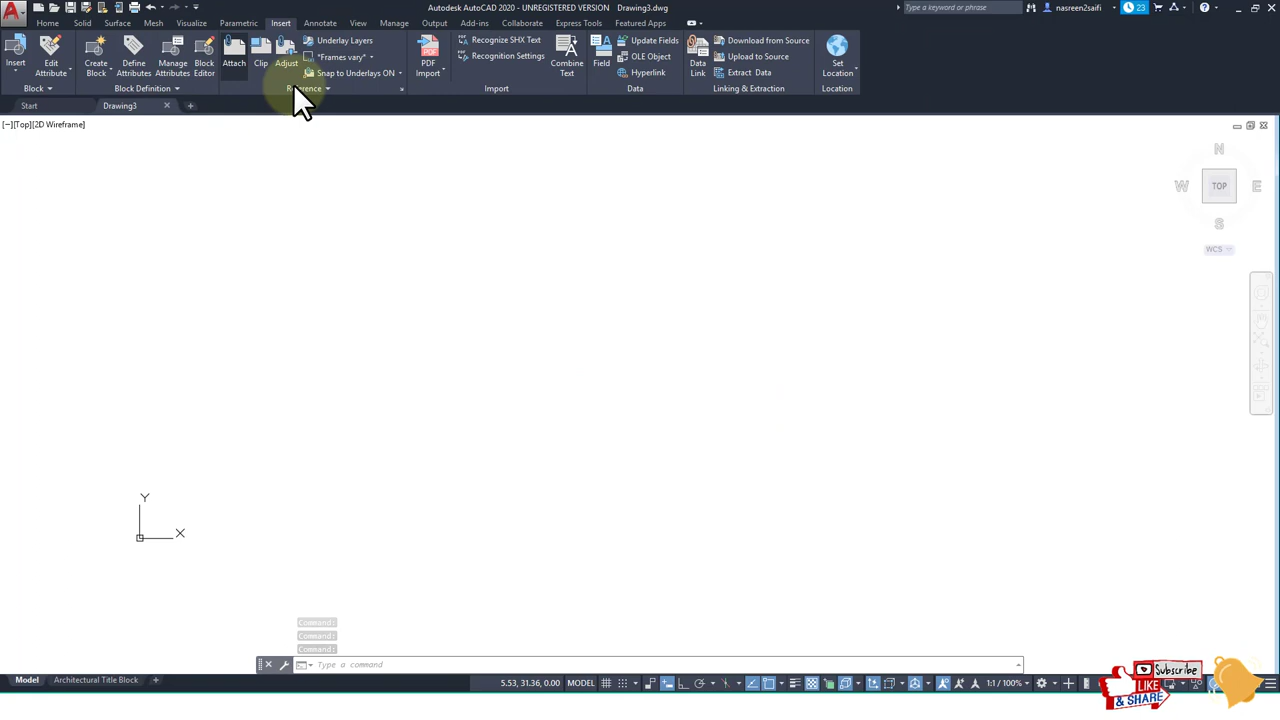 Autodesk AutoCAD 2020 - UNREGISTERED VERSION Drawing3.dwg
Type a keyword or phrase
nasreen2saifi
23
Home Solid Surface Mesh Visualize Parametric Insert Annotate View Manage Output Add-ins Collaborate Express Tools Featured Apps
Insert
Edit Attribute
Create Block
Define Attributes
Manage Attributes
Block Editor
Attach
Clip
Adjust
Underlay Layers
*Frames vary*
Snap to Underlays ON
PDF Import
Recognize SHX Text
Recognition Settings
Combine Text
Field
Update Fields
OLE Object
Hyperlink
Data Link
Download from Source
Upload to Source
Extract Data
Set Location
Block
Block Definition
Import
Data
Linking & Extraction
Location
Start Drawing3
[−][Top][2D Wireframe]
N
W TOP E
S
WCS
Y
X
Command:
Command:
Command:
Type a command
Model Architectural Title Block
5.53, 31.36, 0.00 MODEL
1:1 / 100%
Subscribe
LIKE
& SHARE